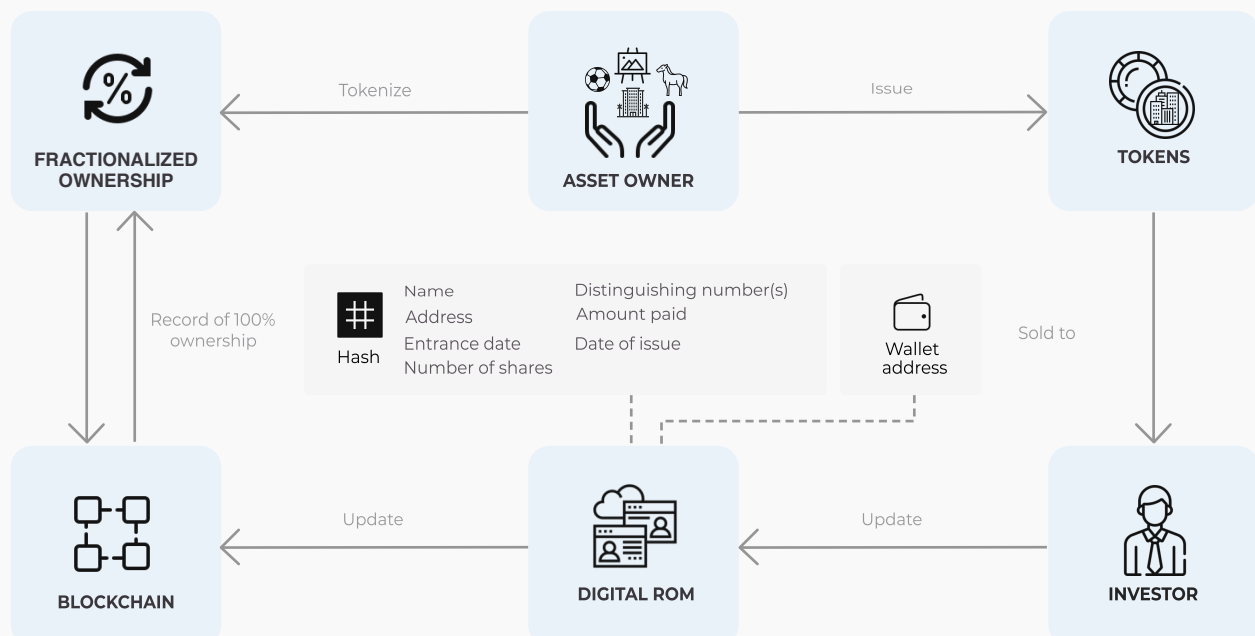 Tokenize
Issue
%
FRACTIONALIZED
OWNERSHIP
ASSET OWNER
TOKENS
Record of 100%
ownership
#
Hash
Name
Address
Entrance date
Number of shares
Distinguishing number(s)
Amount paid
Date of issue
Wallet
address
Sold to
Update
Update
BLOCKCHAIN
DIGITAL ROM
INVESTOR